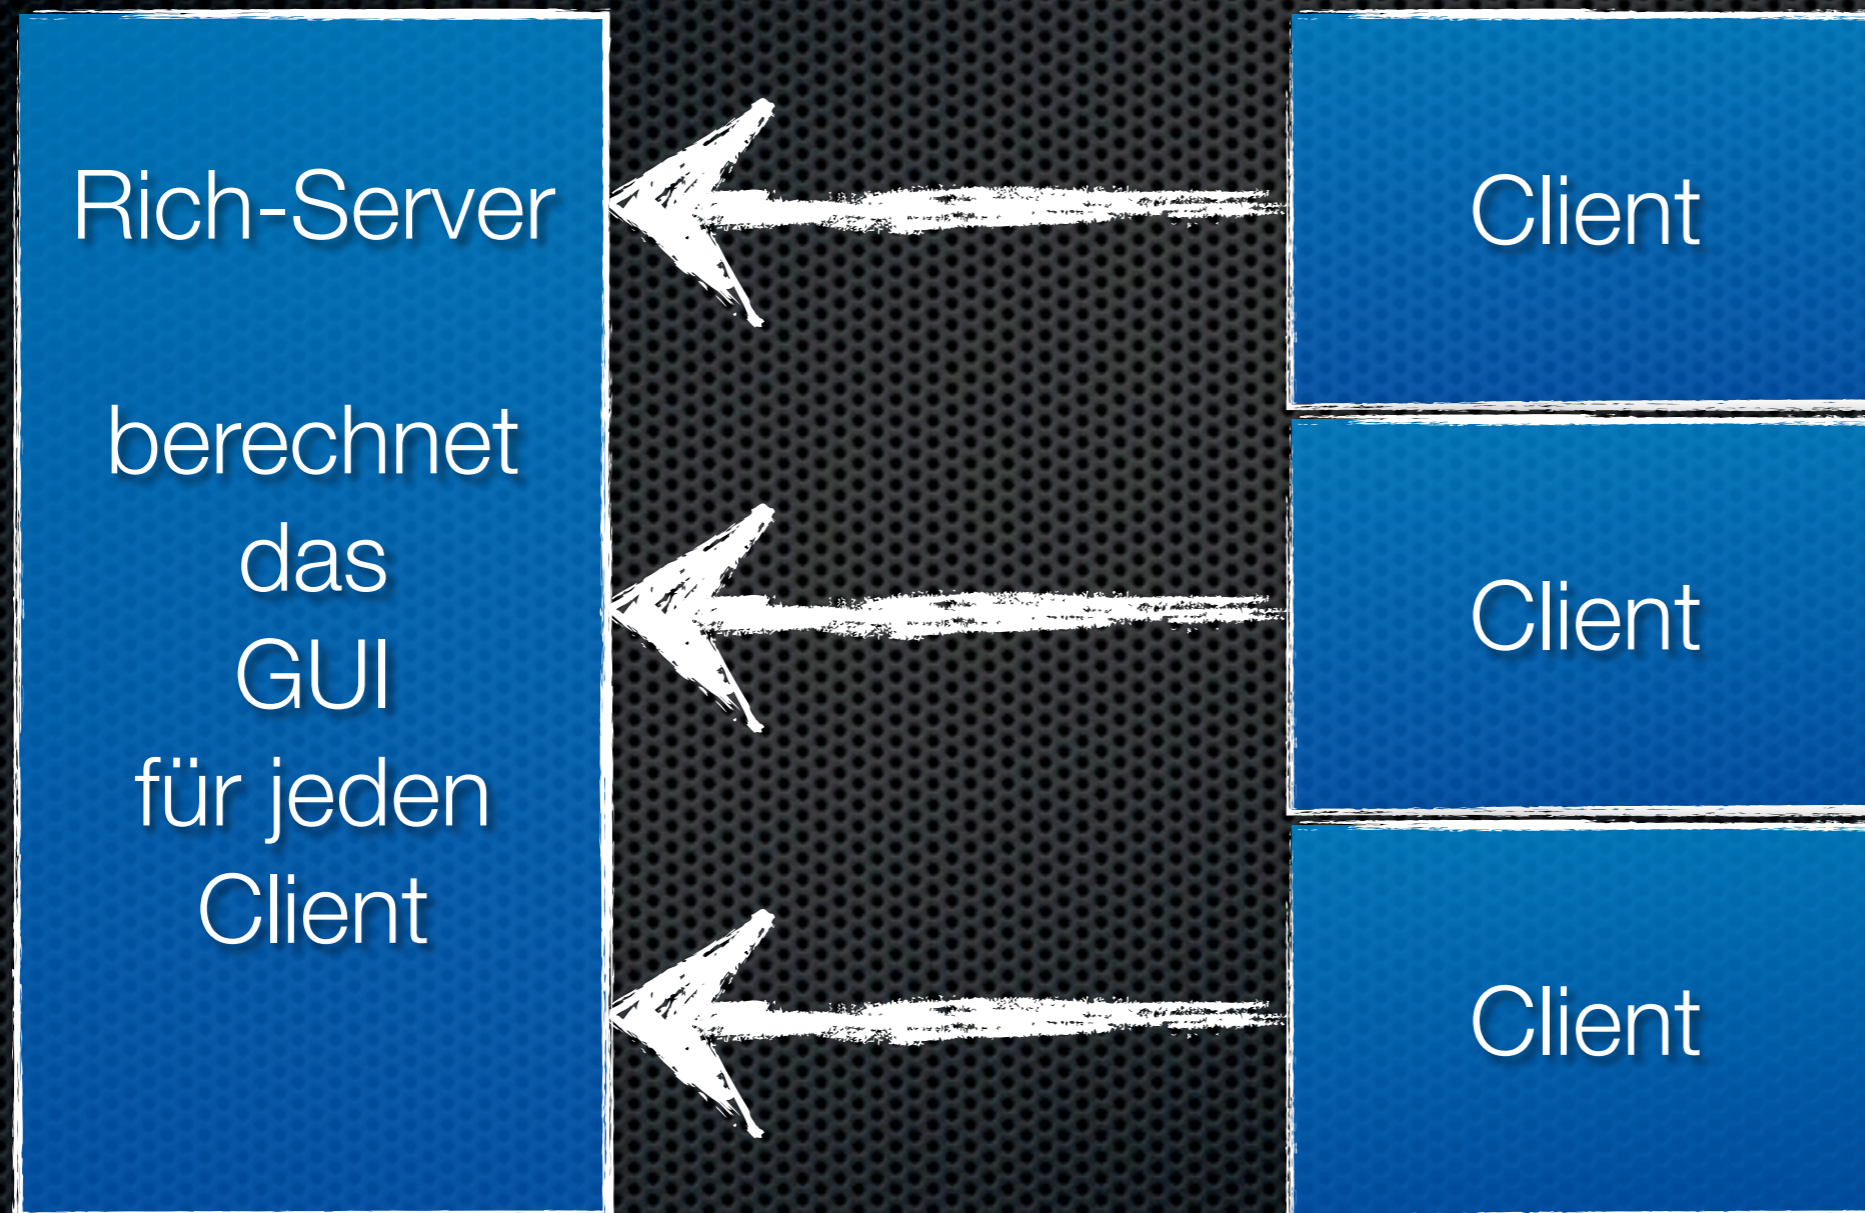 Rich-Server
berechnet
das
GUI
für jeden
Client
Client
Client
Client